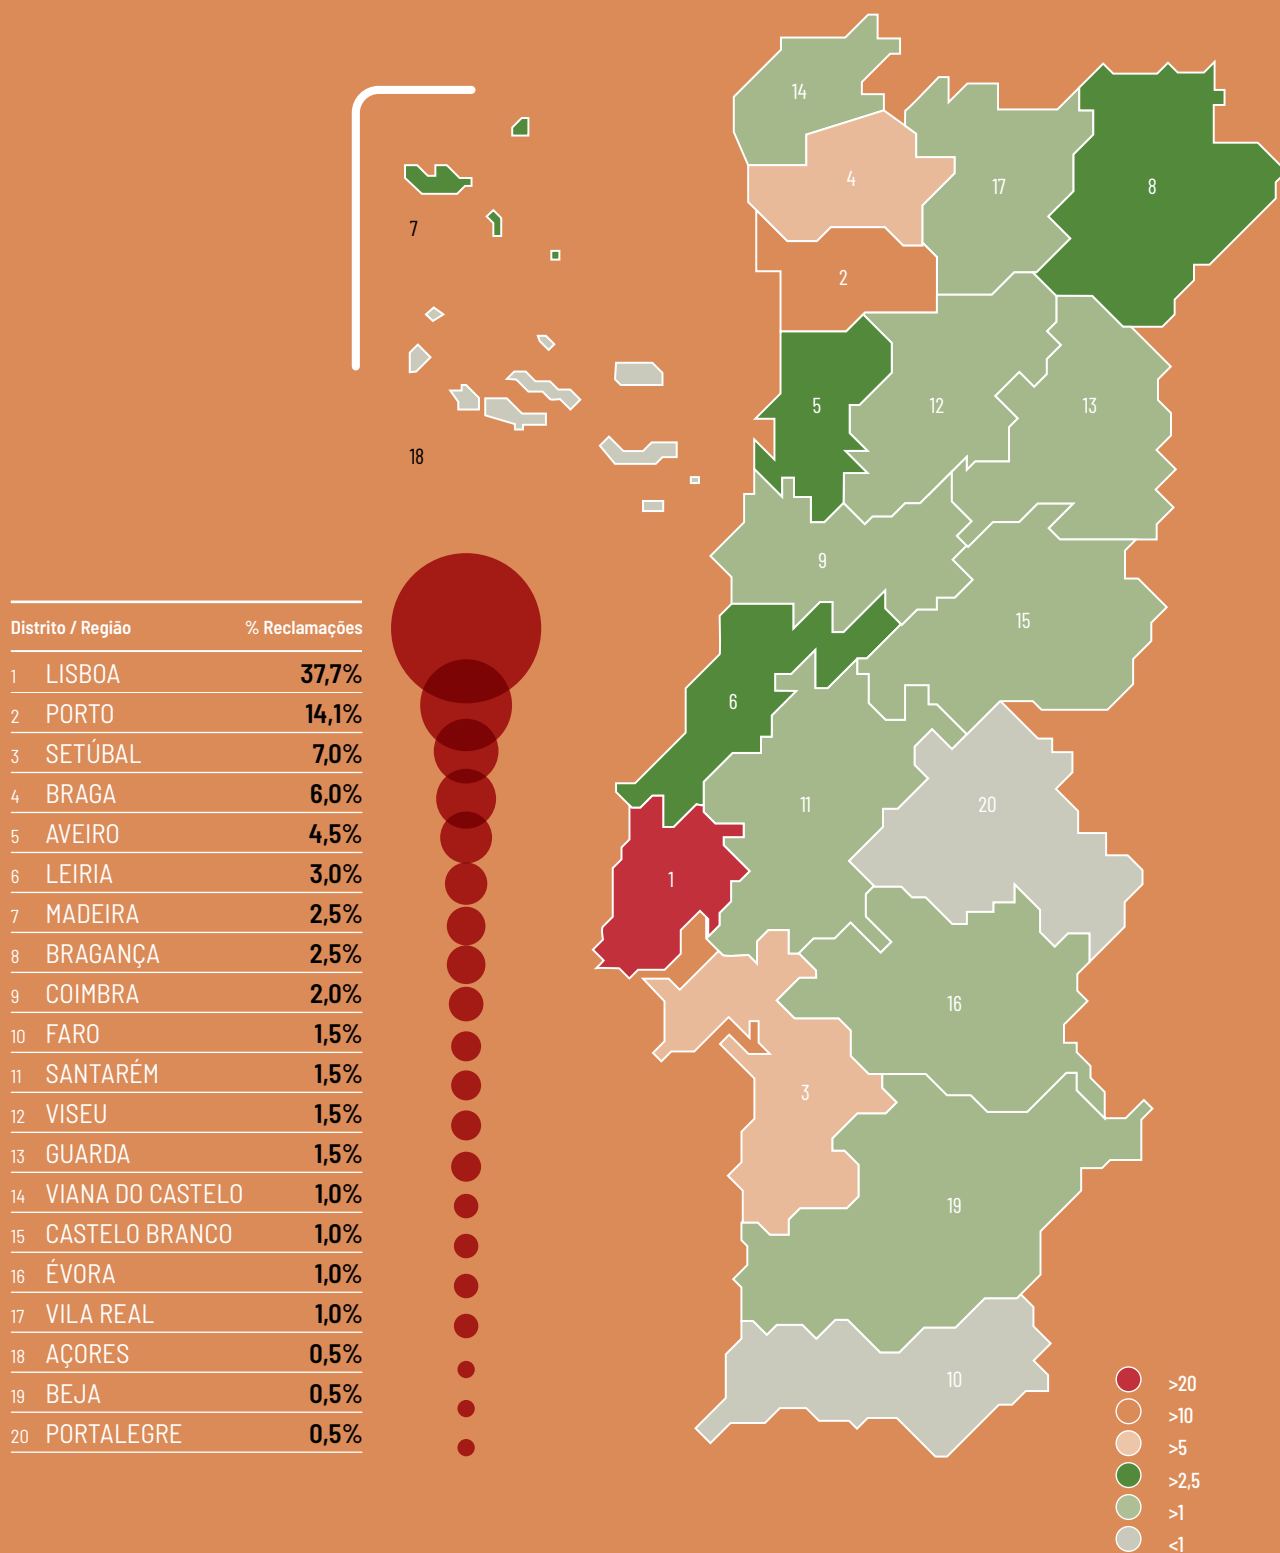 Distrito / Região % Reclamações
1 LISBOA 37,7%
2 PORTO 14,1%
3 SETÚBAL 7,0%
4 BRAGA 6,0%
5 AVEIRO 4,5%
6 LEIRIA 3,0%
7 MADEIRA 2,5%
8 BRAGANÇA 2,5%
9 COIMBRA 2,0%
10 FARO 1,5%
11 SANTARÉM 1,5%
12 VISEU 1,5%
13 GUARDA 1,5%
14 VIANA DO CASTELO 1,0%
15 CASTELO BRANCO 1,0%
16 ÉVORA 1,0%
17 VILA REAL 1,0%
18 AÇORES 0,5%
19 BEJA 0,5%
20 PORTALEGRE 0,5%
7
18
14
4
17
8
2
5
12
13
9
15
6
11
20
1
16
3
19
10
>20
>10
>5
>2,5
>1
<1